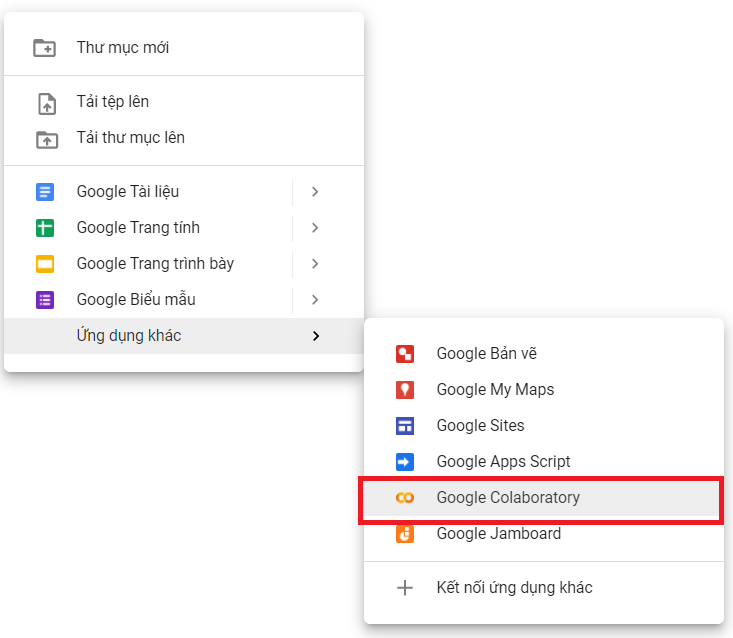 Thư mục mới
Tải tệp lên
Tải thư mục lên
Google Tài liệu
Google Trang tính
Google Trang trình bày
Google Biểu mẫu
Ứng dụng khác
Google Bản vẽ
Google My Maps
Google Sites
Google Apps Script
Google Colaboratory
Google Jamboard
Kết nối ứng dụng khác